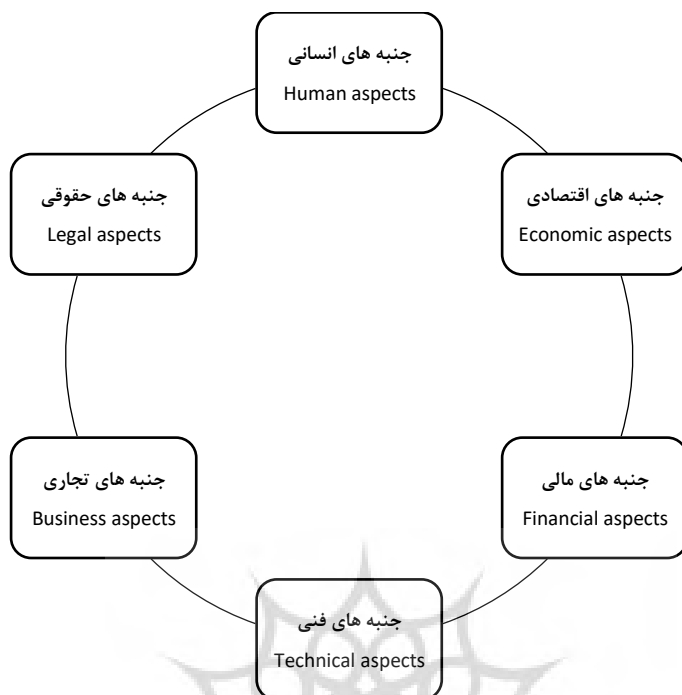 جنبه های انسانی
Human aspects
جنبه های حقوقی
Legal aspects
جنبه های اقتصادی
Economic aspects
جنبه های تجاری
Business aspects
جنبه های مالی
Financial aspects
جنبه های فنی
Technical aspects